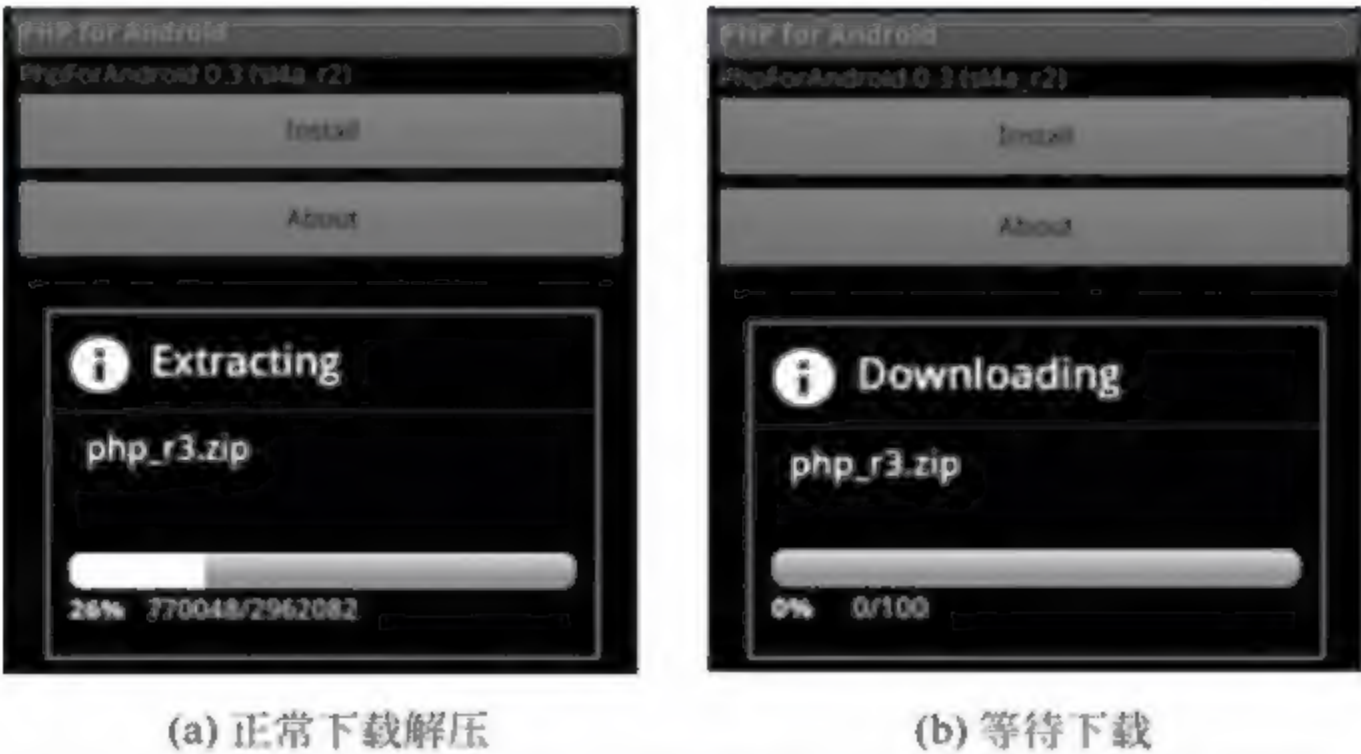 PHP for Android
PhpForAndroid 0.3 (sl4a_r2)
Install
About
Extracting
php_r3.zip
26% 770048/2962082
(a) 正常下载解压
PHP for Android
PhpForAndroid 0.3 (sl4a_r2)
Install
About
Downloading
php_r3.zip
0% 0/100
(b) 等待下载